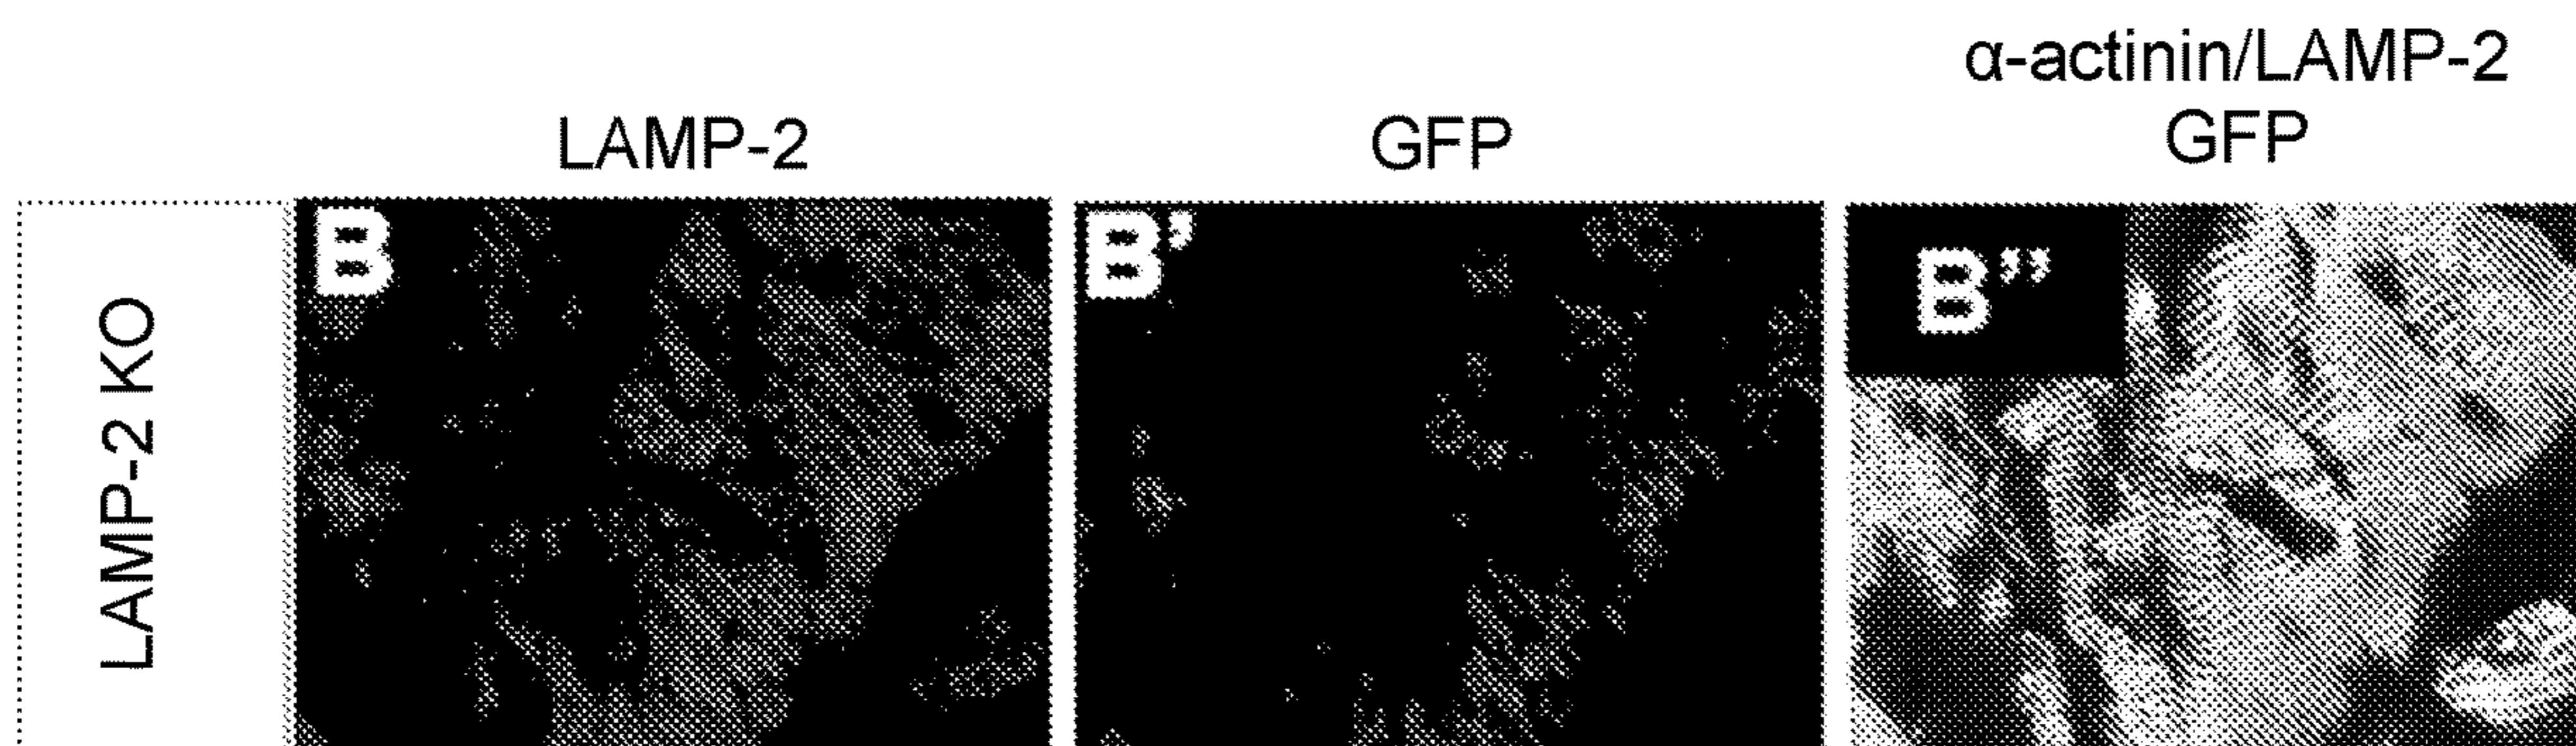 α-actinin/LAMP-2
LAMP-2
GFP
GFP
LAMP-2 KO
B
B’
B’’